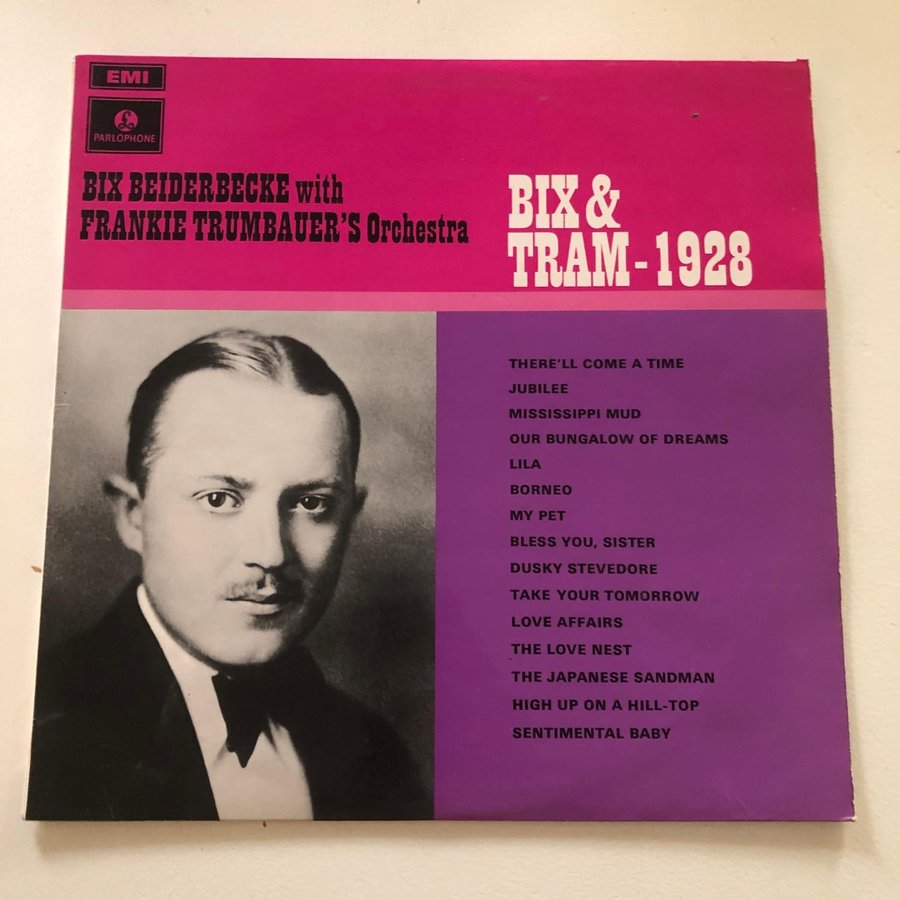 EMI
PARLOPHONE
BIX BEIDERBECKE with
FRANKIE TRUMBAUER'S Orchestra
BIX &
TRAM - 1928
THERE'LL COME A TIME
JUBILEE
MISSISSIPPI MUD
OUR BUNGALOW OF DREAMS
LILA
BORNEO
MY PET
BLESS YOU, SISTER
DUSKY STEVEDORE
TAKE YOUR TOMORROW
LOVE AFFAIRS
THE LOVE NEST
THE JAPANESE SANDMAN
HIGH UP ON A HILL-TOP
SENTIMENTAL BABY